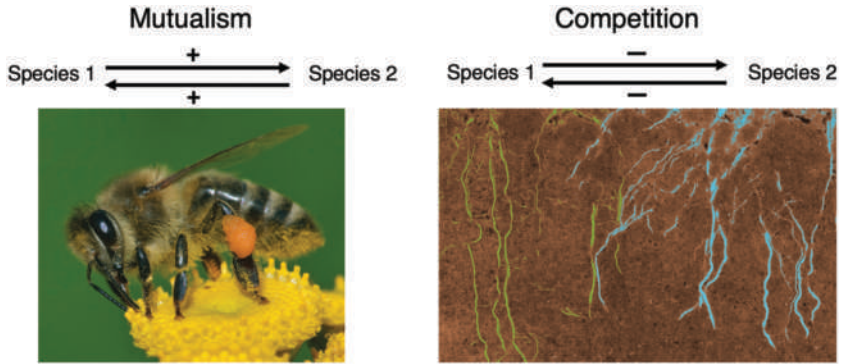 Mutualism
+
Species 1 Species 2
+
Competition
–
Species 1 Species 2
–